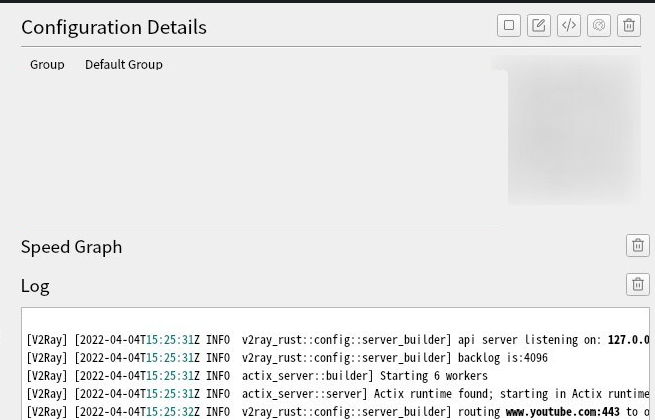 Configuration Details
Group Default Group
Speed Graph
Log
[V2Ray] [2022-04-04T15:25:31Z INFO v2ray_rust::config::server_builder] api server listening on: 127.0.0
[V2Ray] [2022-04-04T15:25:31Z INFO v2ray_rust::config::server_builder] backlog is:4096
[V2Ray] [2022-04-04T15:25:31Z INFO actix_server::builder] Starting 6 workers
[V2Ray] [2022-04-04T15:25:31Z INFO actix_server::server] Actix runtime found; starting in Actix runtime
[V2Ray] [2022-04-04T15:25:32Z INFO v2ray_rust::config::server_builder] routing www.youtube.com:443 to o